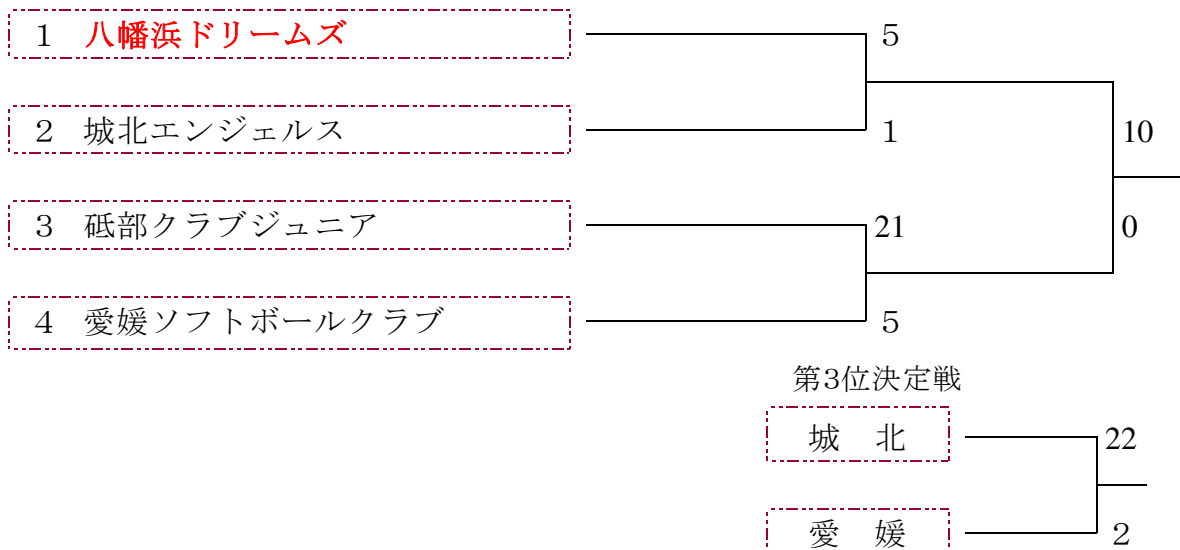 １ 八幡浜ドリームズ
5
２ 城北エンジェルス
1
10
３ 砥部クラブジュニア
21
0
４ 愛媛ソフトボールクラブ
5
第3位決定戦
城　北
22
愛　媛
2